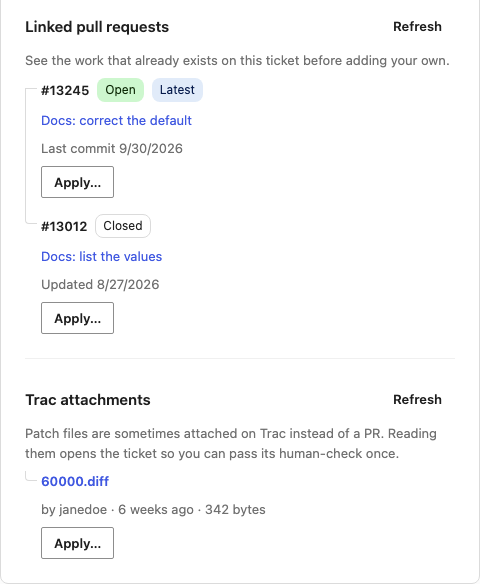 Linked pull requests Refresh
See the work that already exists on this ticket before adding your own.
#13245 Open Latest
Docs: correct the default
Last commit 9/30/2026
Apply...
#13012 Closed
Docs: list the values
Updated 8/27/2026
Apply...
Trac attachments Refresh
Patch files are sometimes attached on Trac instead of a PR. Reading
them opens the ticket so you can pass its human-check once.
60000.diff
by janedoe · 6 weeks ago · 342 bytes
Apply...